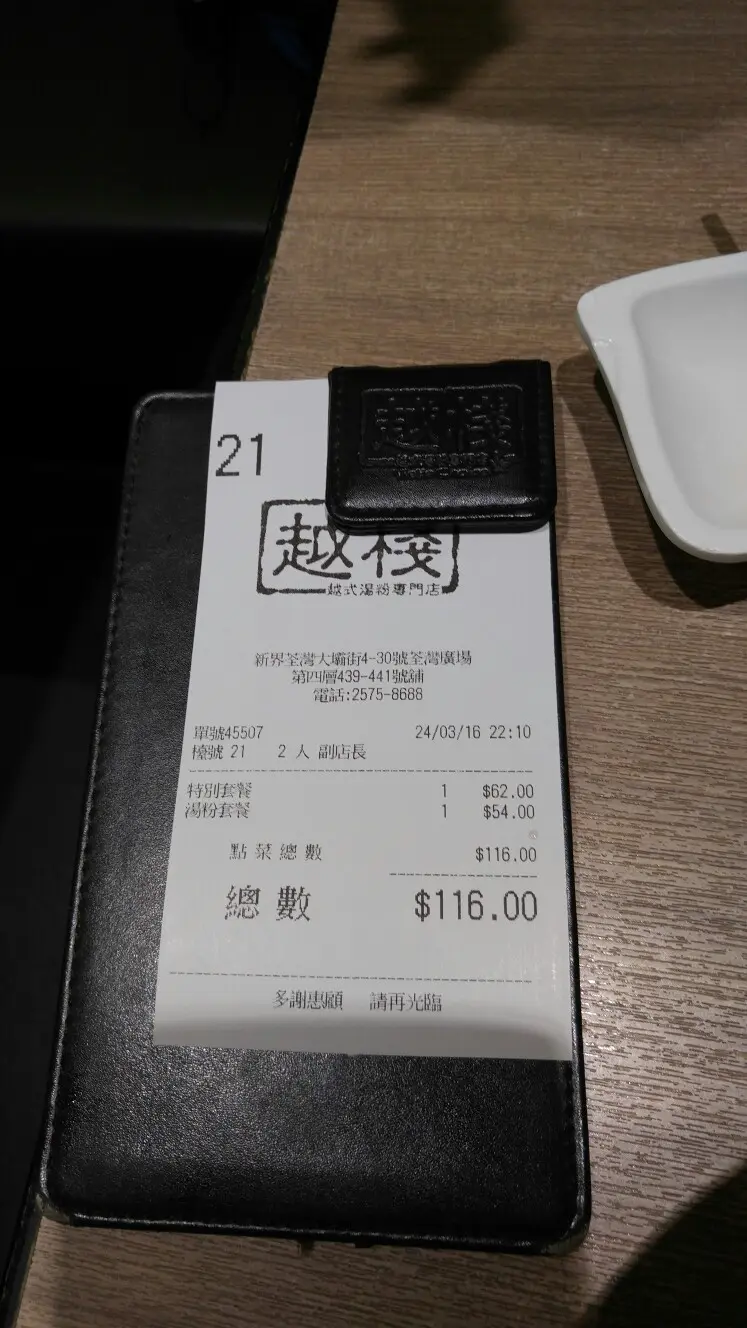 越棧
21
越棧
越式湯粉專門店
新界荃灣大壩街4-30號荃灣廣場
第四層439-441號舖
電話:2575-8688
單號45507 24/03/16 22:10
檯號 21 2 人 副店長
特別套餐 1 $62.00
湯粉套餐 1 $54.00
點菜總數 $116.00
總數 $116.00
多謝惠顧 請再光臨